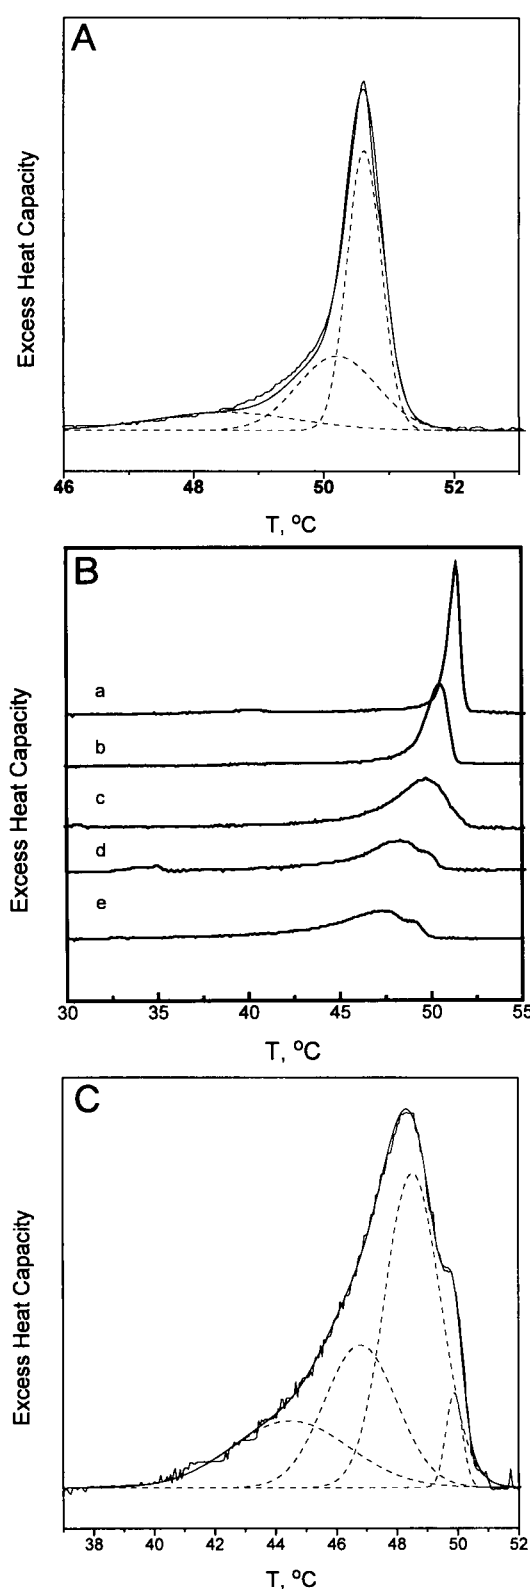 A
Excess Heat Capacity
46 48 50 52
T, °C
B
Excess Heat Capacity
a
b
c
d
e
30 35 40 45 50 55
T, °C
C
Excess Heat Capacity
38 40 42 44 46 48 50 52
T, °C